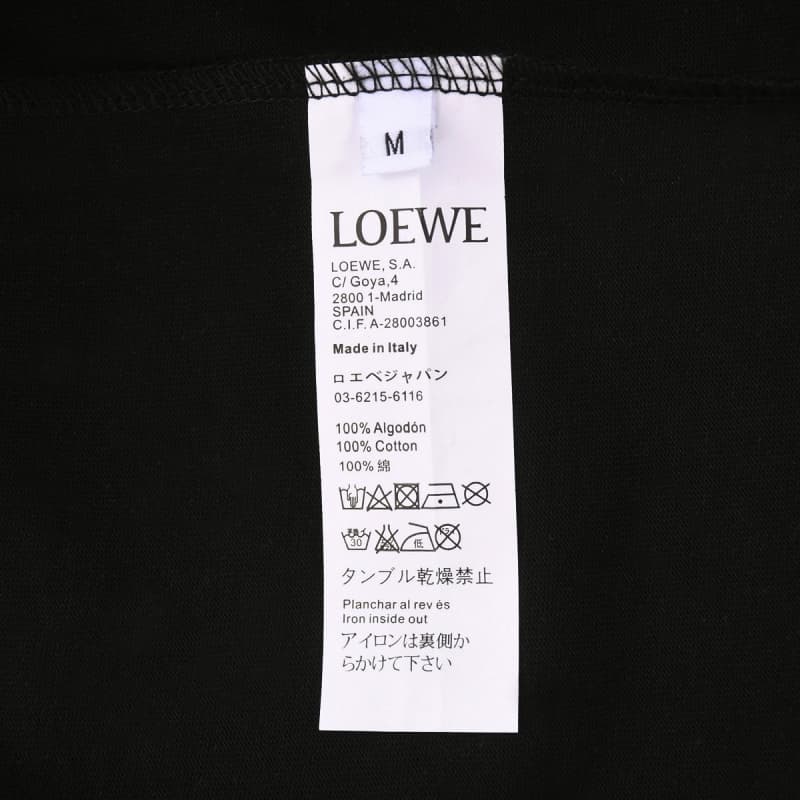 M
LOEWE
LOEWE, S.A.
C/ Goya,4
2800 1-Madrid
SPAIN
C.I.F. A-28003861
Made in Italy
ロエベジャパン
03-6215-6116
100% Algodón
100% Cotton
100% 綿
30
低
タンブル乾燥禁止
Planchar al rev és
Iron inside out
アイロンは裏側か
らかけて下さい